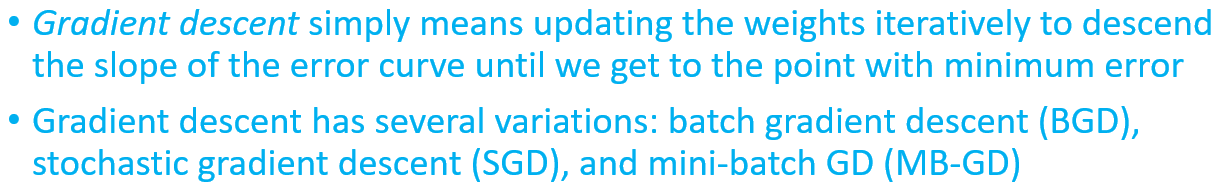 • Gradient descent simply means updating the weights iteratively to descend
the slope of the error curve until we get to the point with minimum error
• Gradient descent has several variations: batch gradient descent (BGD),
stochastic gradient descent (SGD), and mini-batch GD (MB-GD)